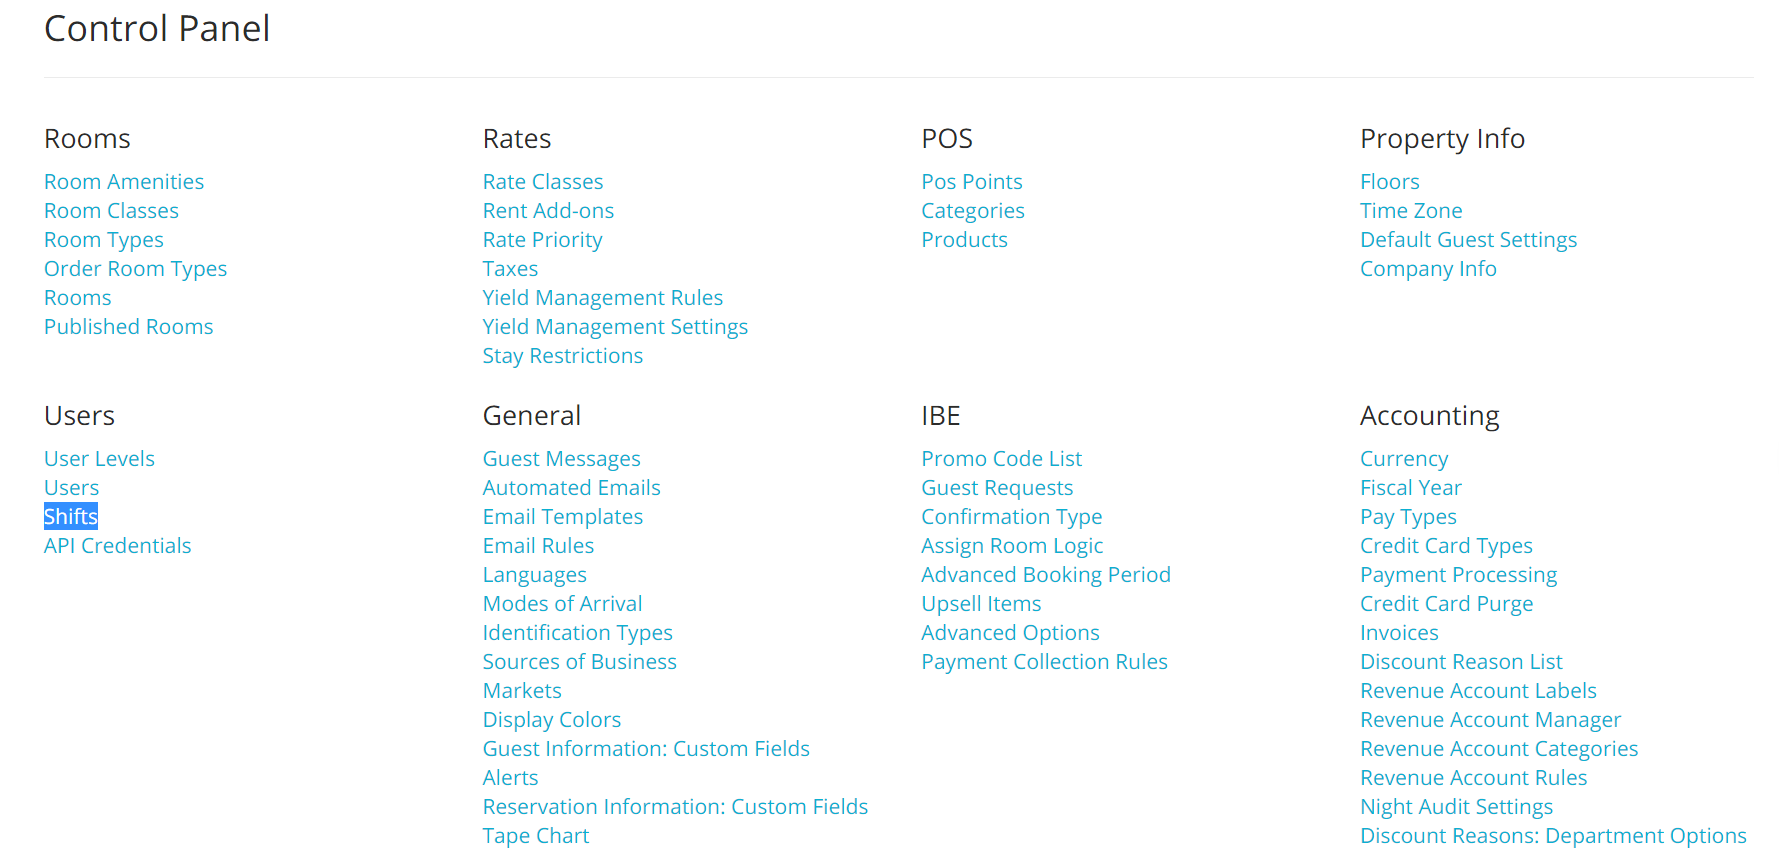 Control Panel
Rooms
Room Amenities
Room Classes
Room Types
Order Room Types
Rooms
Published Rooms
Rates
Rate Classes
Rent Add-ons
Rate Priority
Taxes
Yield Management Rules
Yield Management Settings
Stay Restrictions
POS
Pos Points
Categories
Products
Property Info
Floors
Time Zone
Default Guest Settings
Company Info
Users
User Levels
Users
Shifts
API Credentials
General
Guest Messages
Automated Emails
Email Templates
Email Rules
Languages
Modes of Arrival
Identification Types
Sources of Business
Markets
Display Colors
Guest Information: Custom Fields
Alerts
Reservation Information: Custom Fields
Tape Chart
IBE
Promo Code List
Guest Requests
Confirmation Type
Assign Room Logic
Advanced Booking Period
Upsell Items
Advanced Options
Payment Collection Rules
Accounting
Currency
Fiscal Year
Pay Types
Credit Card Types
Payment Processing
Credit Card Purge
Invoices
Discount Reason List
Revenue Account Labels
Revenue Account Manager
Revenue Account Categories
Revenue Account Rules
Night Audit Settings
Discount Reasons: Department Options